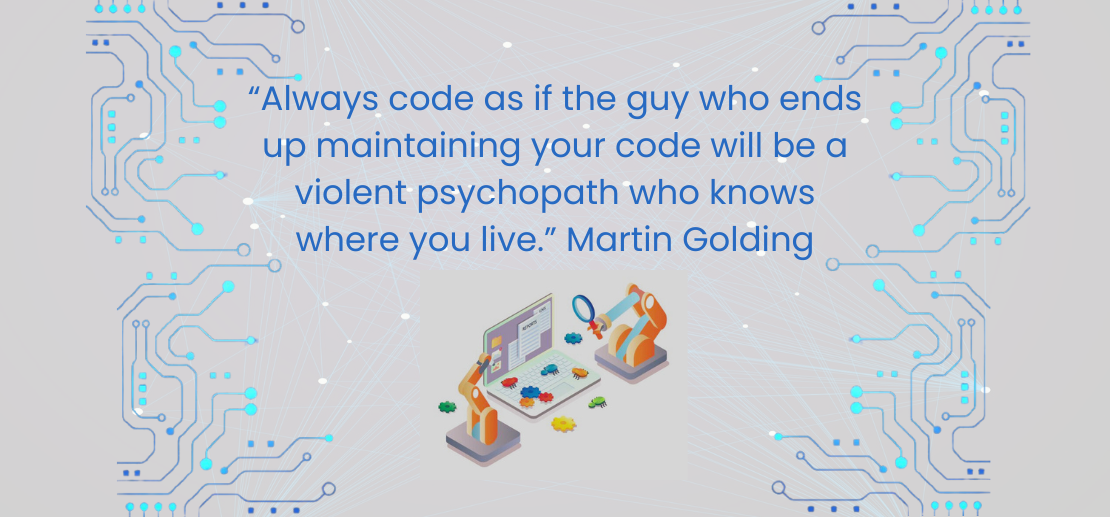 “Always code as if the guy who ends
up maintaining your code will be a
violent psychopath who knows
where you live.” Martin Golding
REPORTS